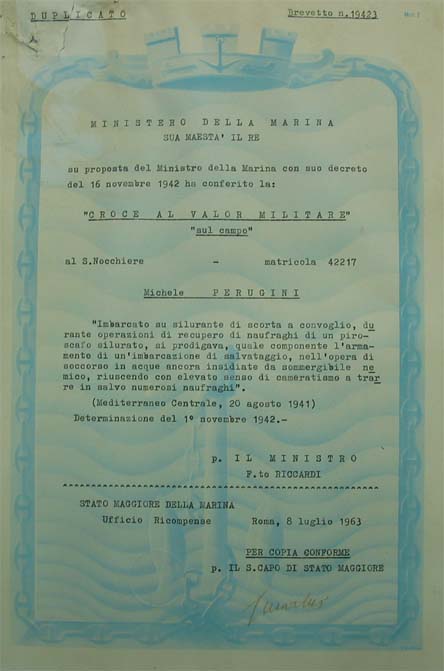 DUPLICATO Brevetto n.19423
MINISTERO DELLA MARINA
SUA MAESTA' IL RE
su proposta del Ministro della Marina con suo decreto
del 16 novembre 1942 ha conferito la:
"CROCE AL VALOR MILITARE"
"sul campo"
al S.Nocchiere - matricola 42217
Michele PERUGINI
"Imbarcato su silurante di scorta a convoglio, du
rante operazioni di recupero di naufraghi di un piro-
scafo silurato, si prodigava, quale componente l'arma-
mento di un'imbarcazione di salvataggio, nell'opera di
soccorso in acque ancora insidiate da sommergibile ne
mico, riuscendo con elevato senso di cameratismo a trar
re in salvo numerosi naufraghi".
(Mediterraneo Centrale, 20 agosto 1941)
Determinazione del 1° novembre 1942.-
p. IL MINISTRO
F.to RICCARDI
STATO MAGGIORE DELLA MARINA
Ufficio Ricompense Roma, 8 luglio 1963
PER COPIA CONFORME
p. IL S.CAPO DI STATO MAGGIORE